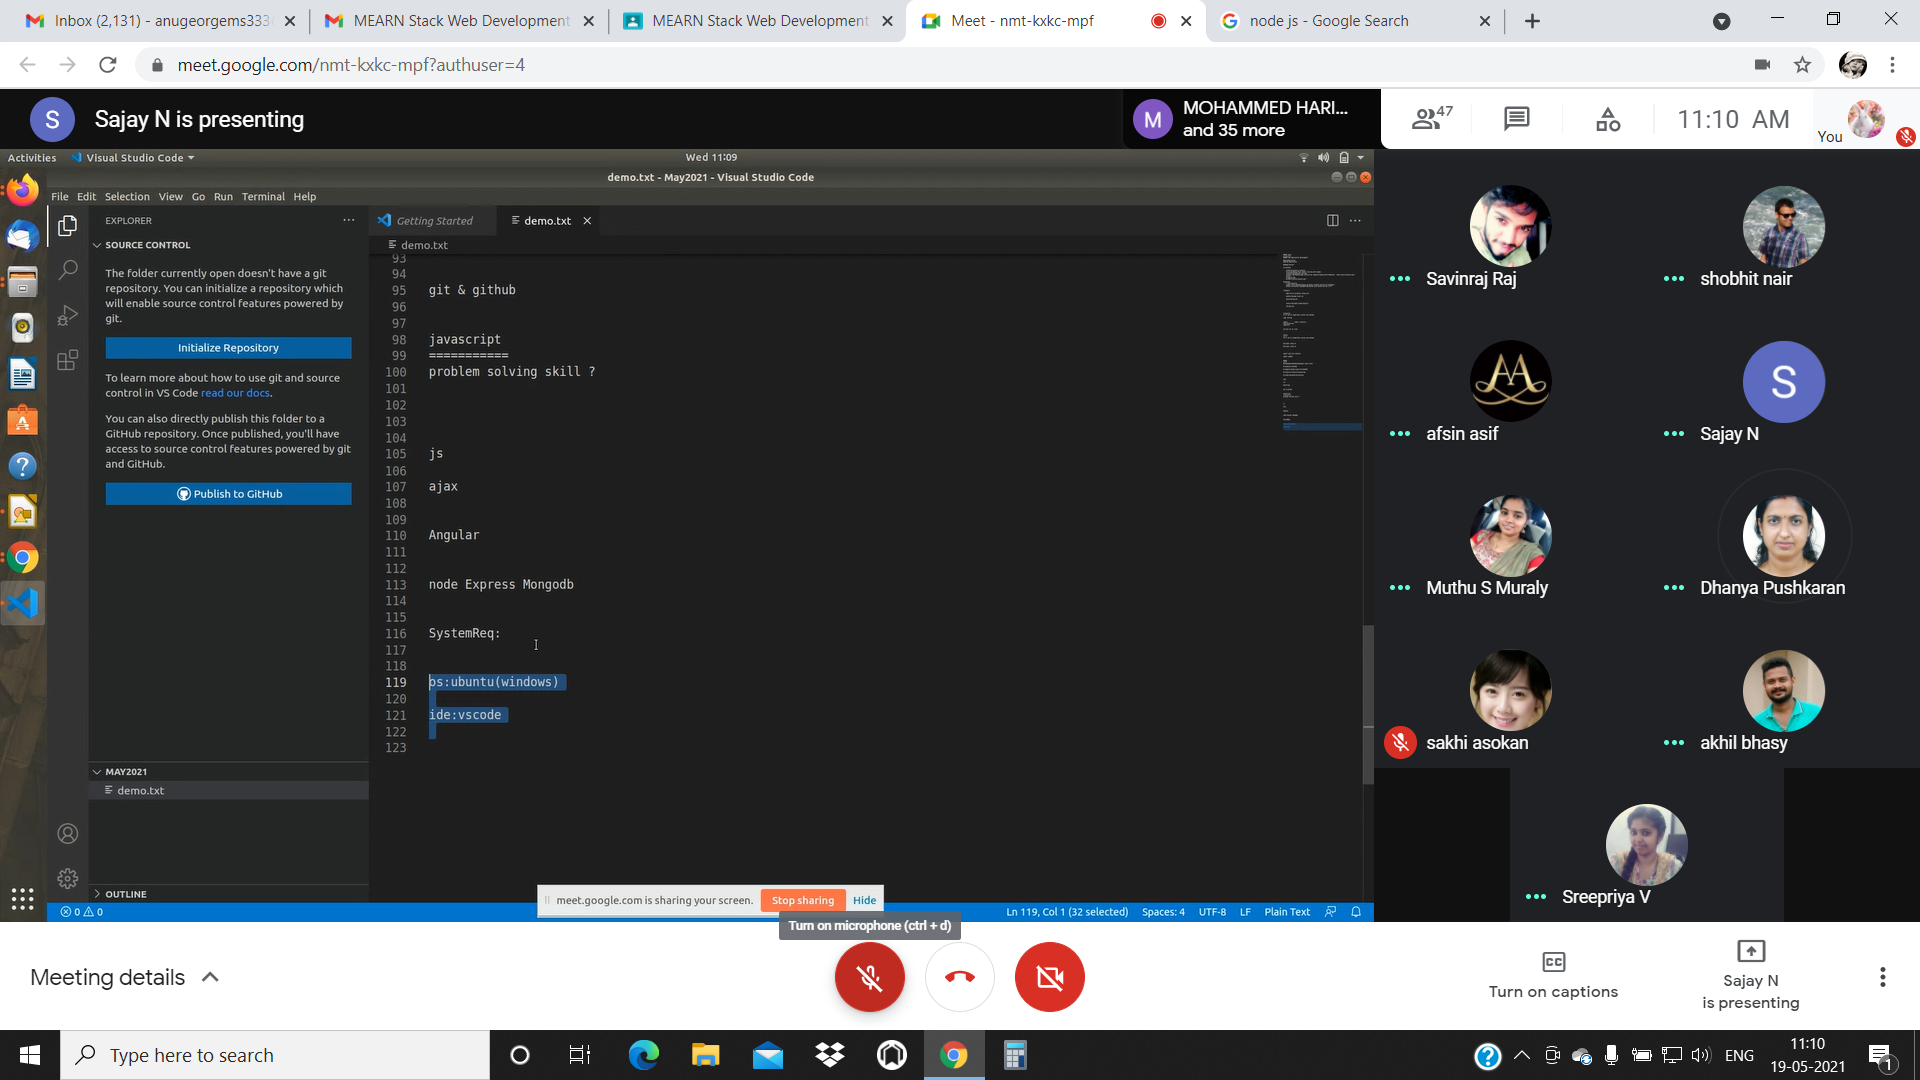 Inbox (2,131) - anugeorgems333
MEARN Stack Web Development
MEARN Stack Web Development
Meet - nmt-kxkc-mpf
node js - Google Search
meet.google.com/nmt-kxkc-mpf?authuser=4
S
Sajay N is presenting
M
MOHAMMED HARI...
and 35 more
47
11:10 AM
You
Activities
Visual Studio Code
Wed 11:09
demo.txt - May2021 - Visual Studio Code
File Edit Selection View Go Run Terminal Help
EXPLORER
Getting Started
demo.txt
SOURCE CONTROL
demo.txt
The folder currently open doesn't have a git
repository. You can initialize a repository which
will enable source control features powered by
git.
Initialize Repository
To learn more about how to use git and source
control in VS Code read our docs.
You can also directly publish this folder to a
GitHub repository. Once published, you'll have
access to source control features powered by git
and GitHub.
Publish to GitHub
MAY2021
demo.txt
OUTLINE
93
94
95 git & github
96
97
98 javascript
99 ===========
100 problem solving skill ?
101
102
103
104
105 js
106
107 ajax
108
109
110 Angular
111
112
113 node Express Mongodb
114
115
116 SystemReq:
117
118
119 ps:ubuntu(windows)
120
121 ide:vscode
122
123
0 0
Ln 119, Col 1 (32 selected)
Spaces: 4
UTF-8
LF
Plain Text
meet.google.com is sharing your screen.
Stop sharing
Hide
Turn on microphone (ctrl + d)
Savinraj Raj
shobhit nair
afsin asif
S
Sajay N
Muthu S Muraly
Dhanya Pushkaran
sakhi asokan
akhil bhasy
Sreepriya V
Meeting details
CC
Turn on captions
Sajay N
is presenting
Type here to search
ENG
11:10
19-05-2021
1